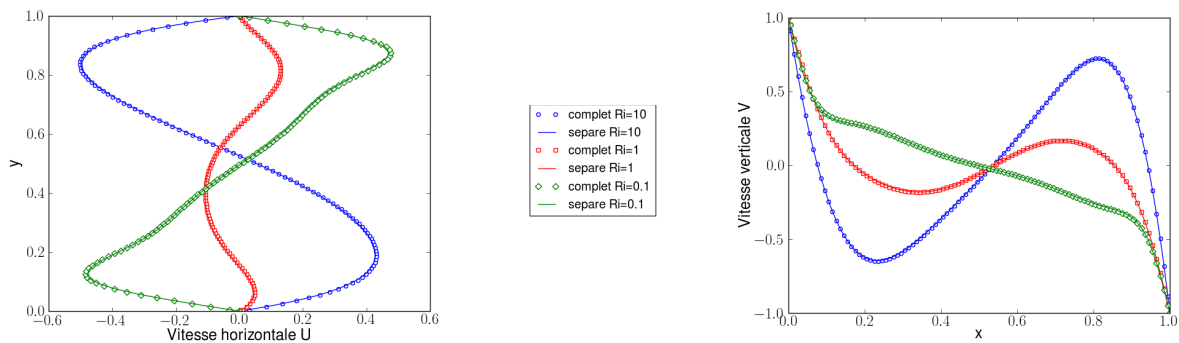 1.0
0.8
0.6
0.4
0.2
0.0
−0.6
−0.4
−0.2
0.0
0.2
0.4
0.6
Vitesse horizontale U
y
complet Ri=10
separe Ri=10
complet Ri=1
separe Ri=1
complet Ri=0.1
separe Ri=0.1
1.0
0.5
0.0
−0.5
−1.0
0.0
0.2
0.4
0.6
0.8
1.0
x
Vitesse verticale V